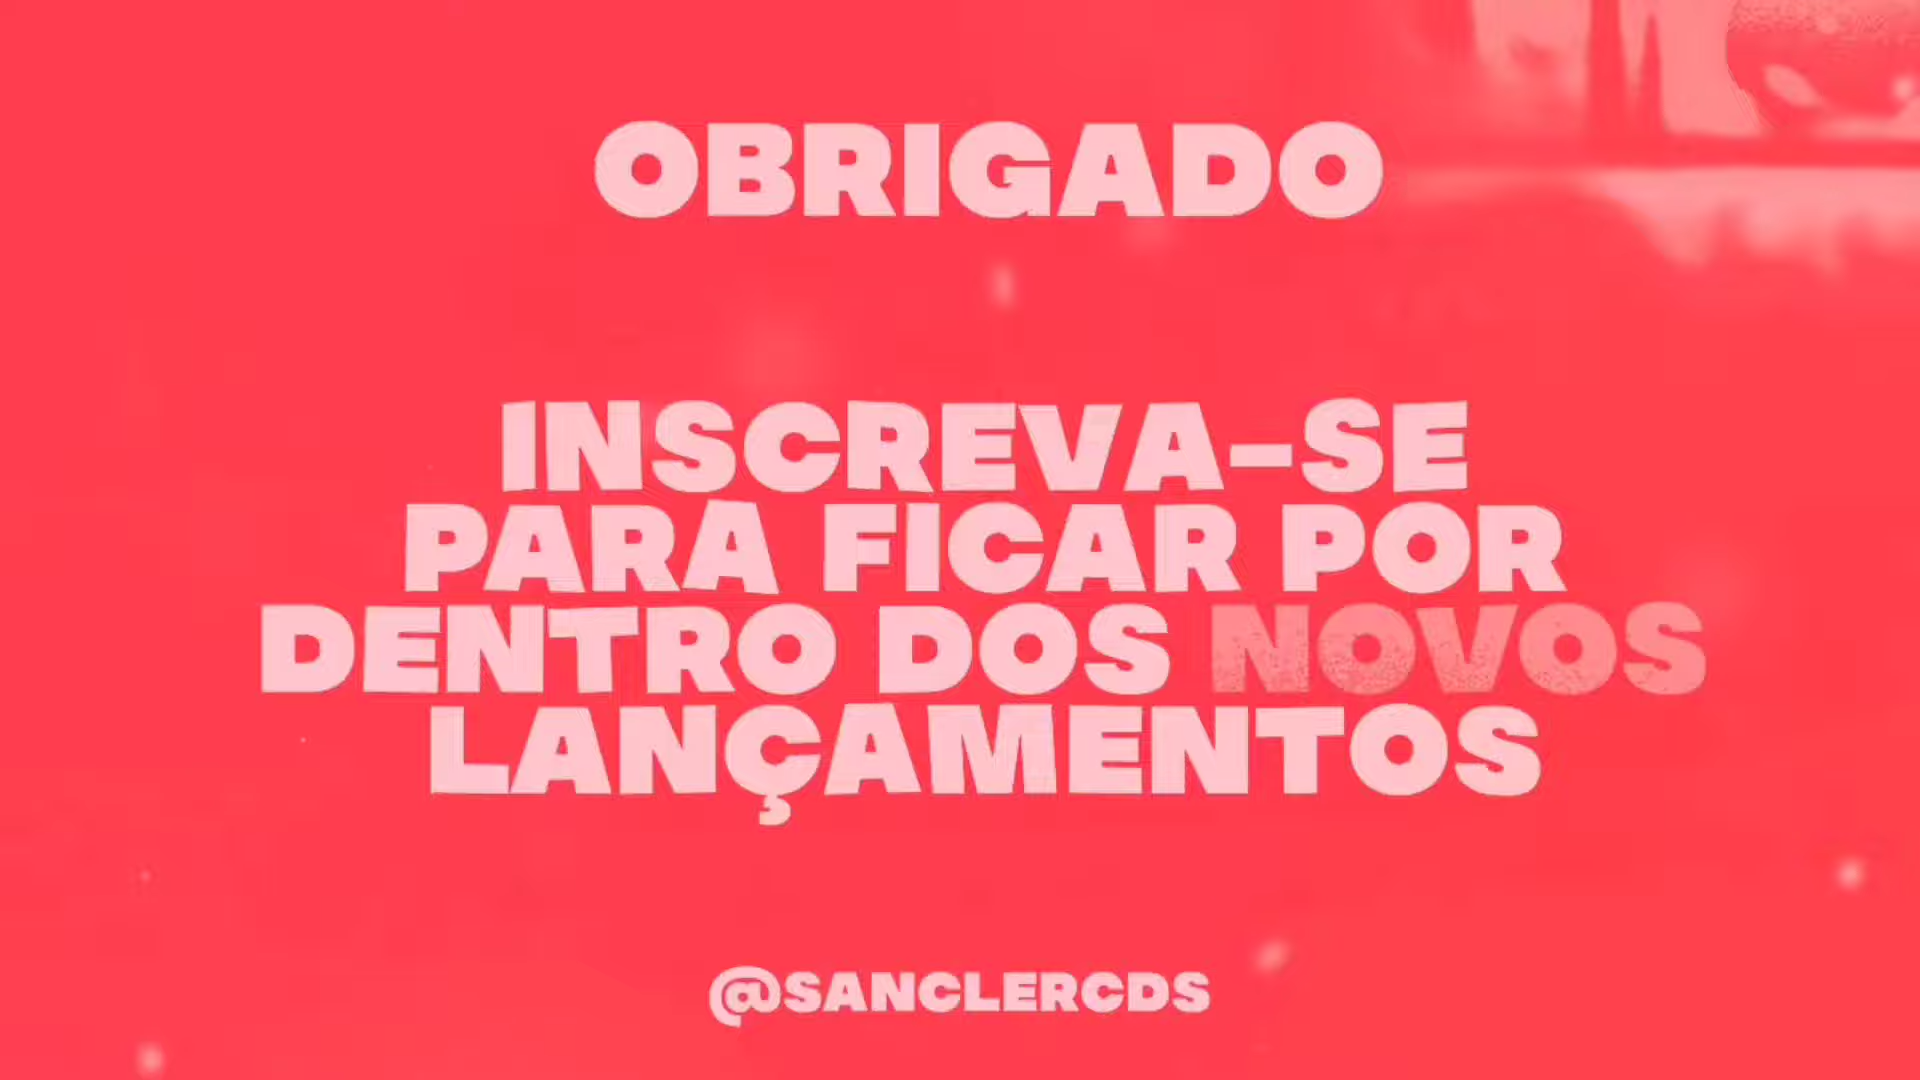 OBRIGADO
INSCREVA-SE
PARA FICAR POR
DENTRO DOS NOVOS
LANÇAMENTOS
@SANCLERCDS